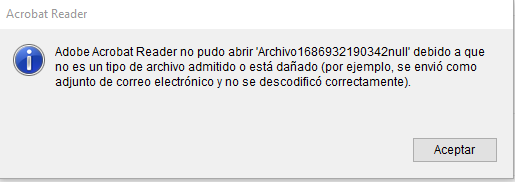 Acrobat Reader
Adobe Acrobat Reader no pudo abrir 'Archivo1686932190342null' debido a que
no es un tipo de archivo admitido o está dañado (por ejemplo, se envió como
adjunto de correo electrónico y no se descodificó correctamente).
Aceptar